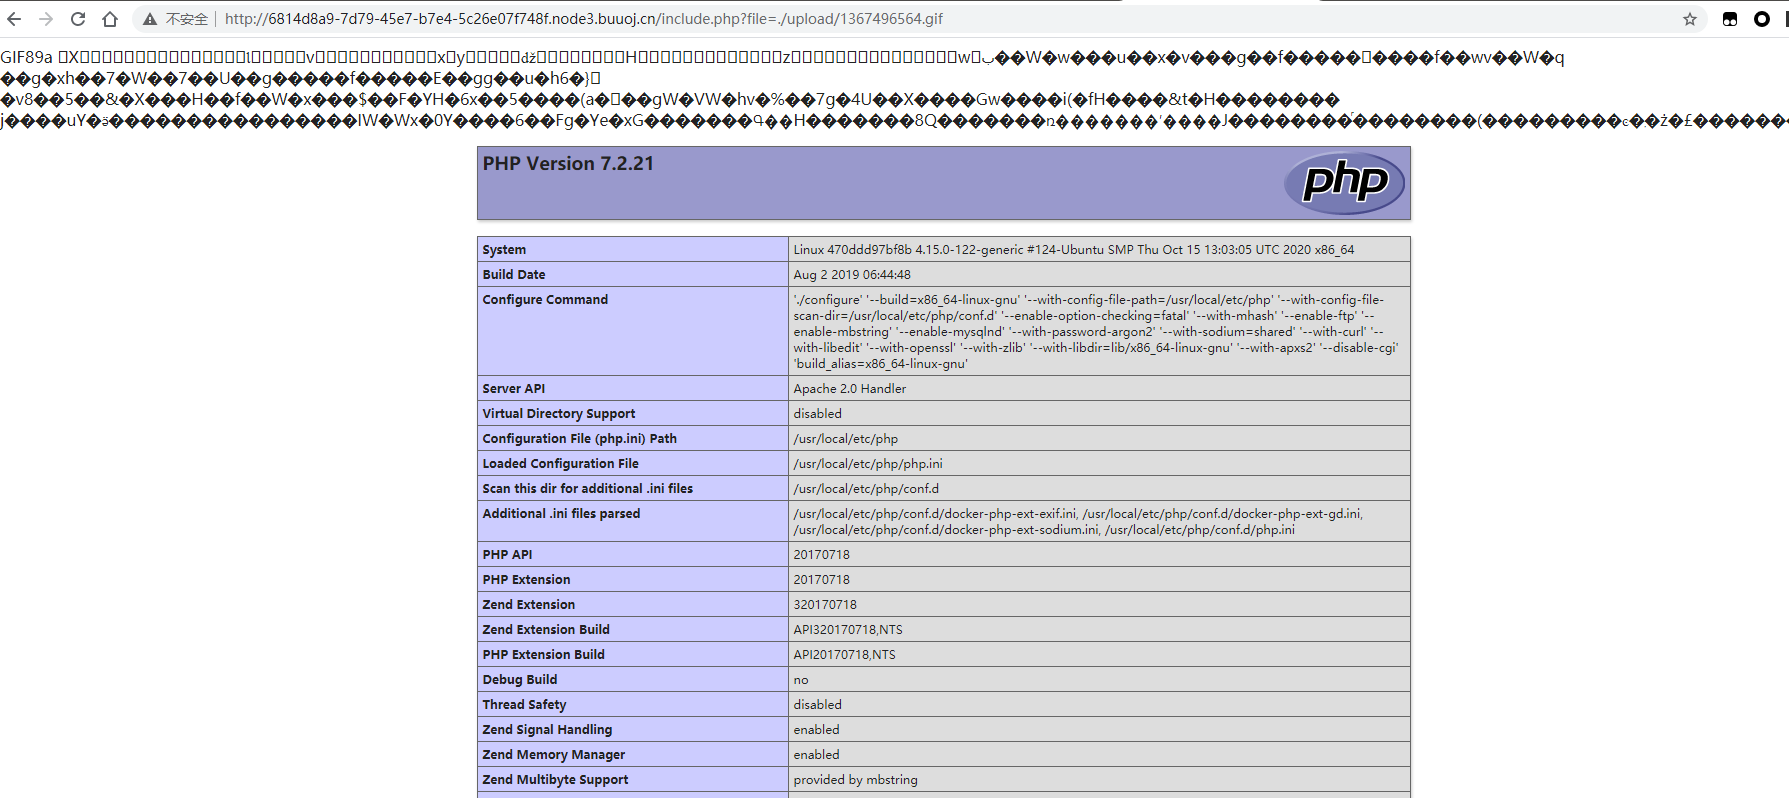 不安全 http://6814d8a9-7d79-45e7-b7e4-5c26e07f748f.node3.buuoj.cn/include.php?file=./upload/1367496564.gif
GIF89a
PHP Version 7.2.21
php
System Linux 470ddd97bf8b 4.15.0-122-generic #124-Ubuntu SMP Thu Oct 15 13:03:05 UTC 2020 x86_64
Build Date Aug 2 2019 06:44:48
Configure Command './configure' '--build=x86_64-linux-gnu' '--with-config-file-path=/usr/local/etc/php' '--with-config-file-
scan-dir=/usr/local/etc/php/conf.d' '--enable-option-checking=fatal' '--with-mhash' '--enable-ftp' '--
enable-mbstring' '--enable-mysqlnd' '--with-password-argon2' '--with-sodium=shared' '--with-curl' '--
with-libedit' '--with-openssl' '--with-zlib' '--with-libdir=lib/x86_64-linux-gnu' '--with-apxs2' '--disable-cgi'
'build_alias=x86_64-linux-gnu'
Server API Apache 2.0 Handler
Virtual Directory Support disabled
Configuration File (php.ini) Path /usr/local/etc/php
Loaded Configuration File /usr/local/etc/php/php.ini
Scan this dir for additional .ini files /usr/local/etc/php/conf.d
Additional .ini files parsed /usr/local/etc/php/conf.d/docker-php-ext-exif.ini, /usr/local/etc/php/conf.d/docker-php-ext-gd.ini,
/usr/local/etc/php/conf.d/docker-php-ext-sodium.ini, /usr/local/etc/php/conf.d/php.ini
PHP API 20170718
PHP Extension 20170718
Zend Extension 320170718
Zend Extension Build API320170718,NTS
PHP Extension Build API20170718,NTS
Debug Build no
Thread Safety disabled
Zend Signal Handling enabled
Zend Memory Manager enabled
Zend Multibyte Support provided by mbstring